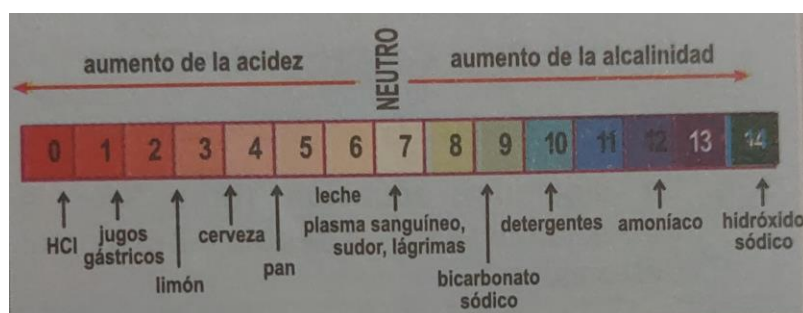 aumento de la acidez
NEUTRO
aumento de la alcalinidad
0 1 2 3 4 5 6 7 8 9 10 11 12 13 14
HCl
jugos
gástricos
limón
cerveza
pan
leche
plasma sanguíneo,
sudor, lágrimas
bicarbonato
sódico
detergentes
amoníaco
hidróxido
sódico